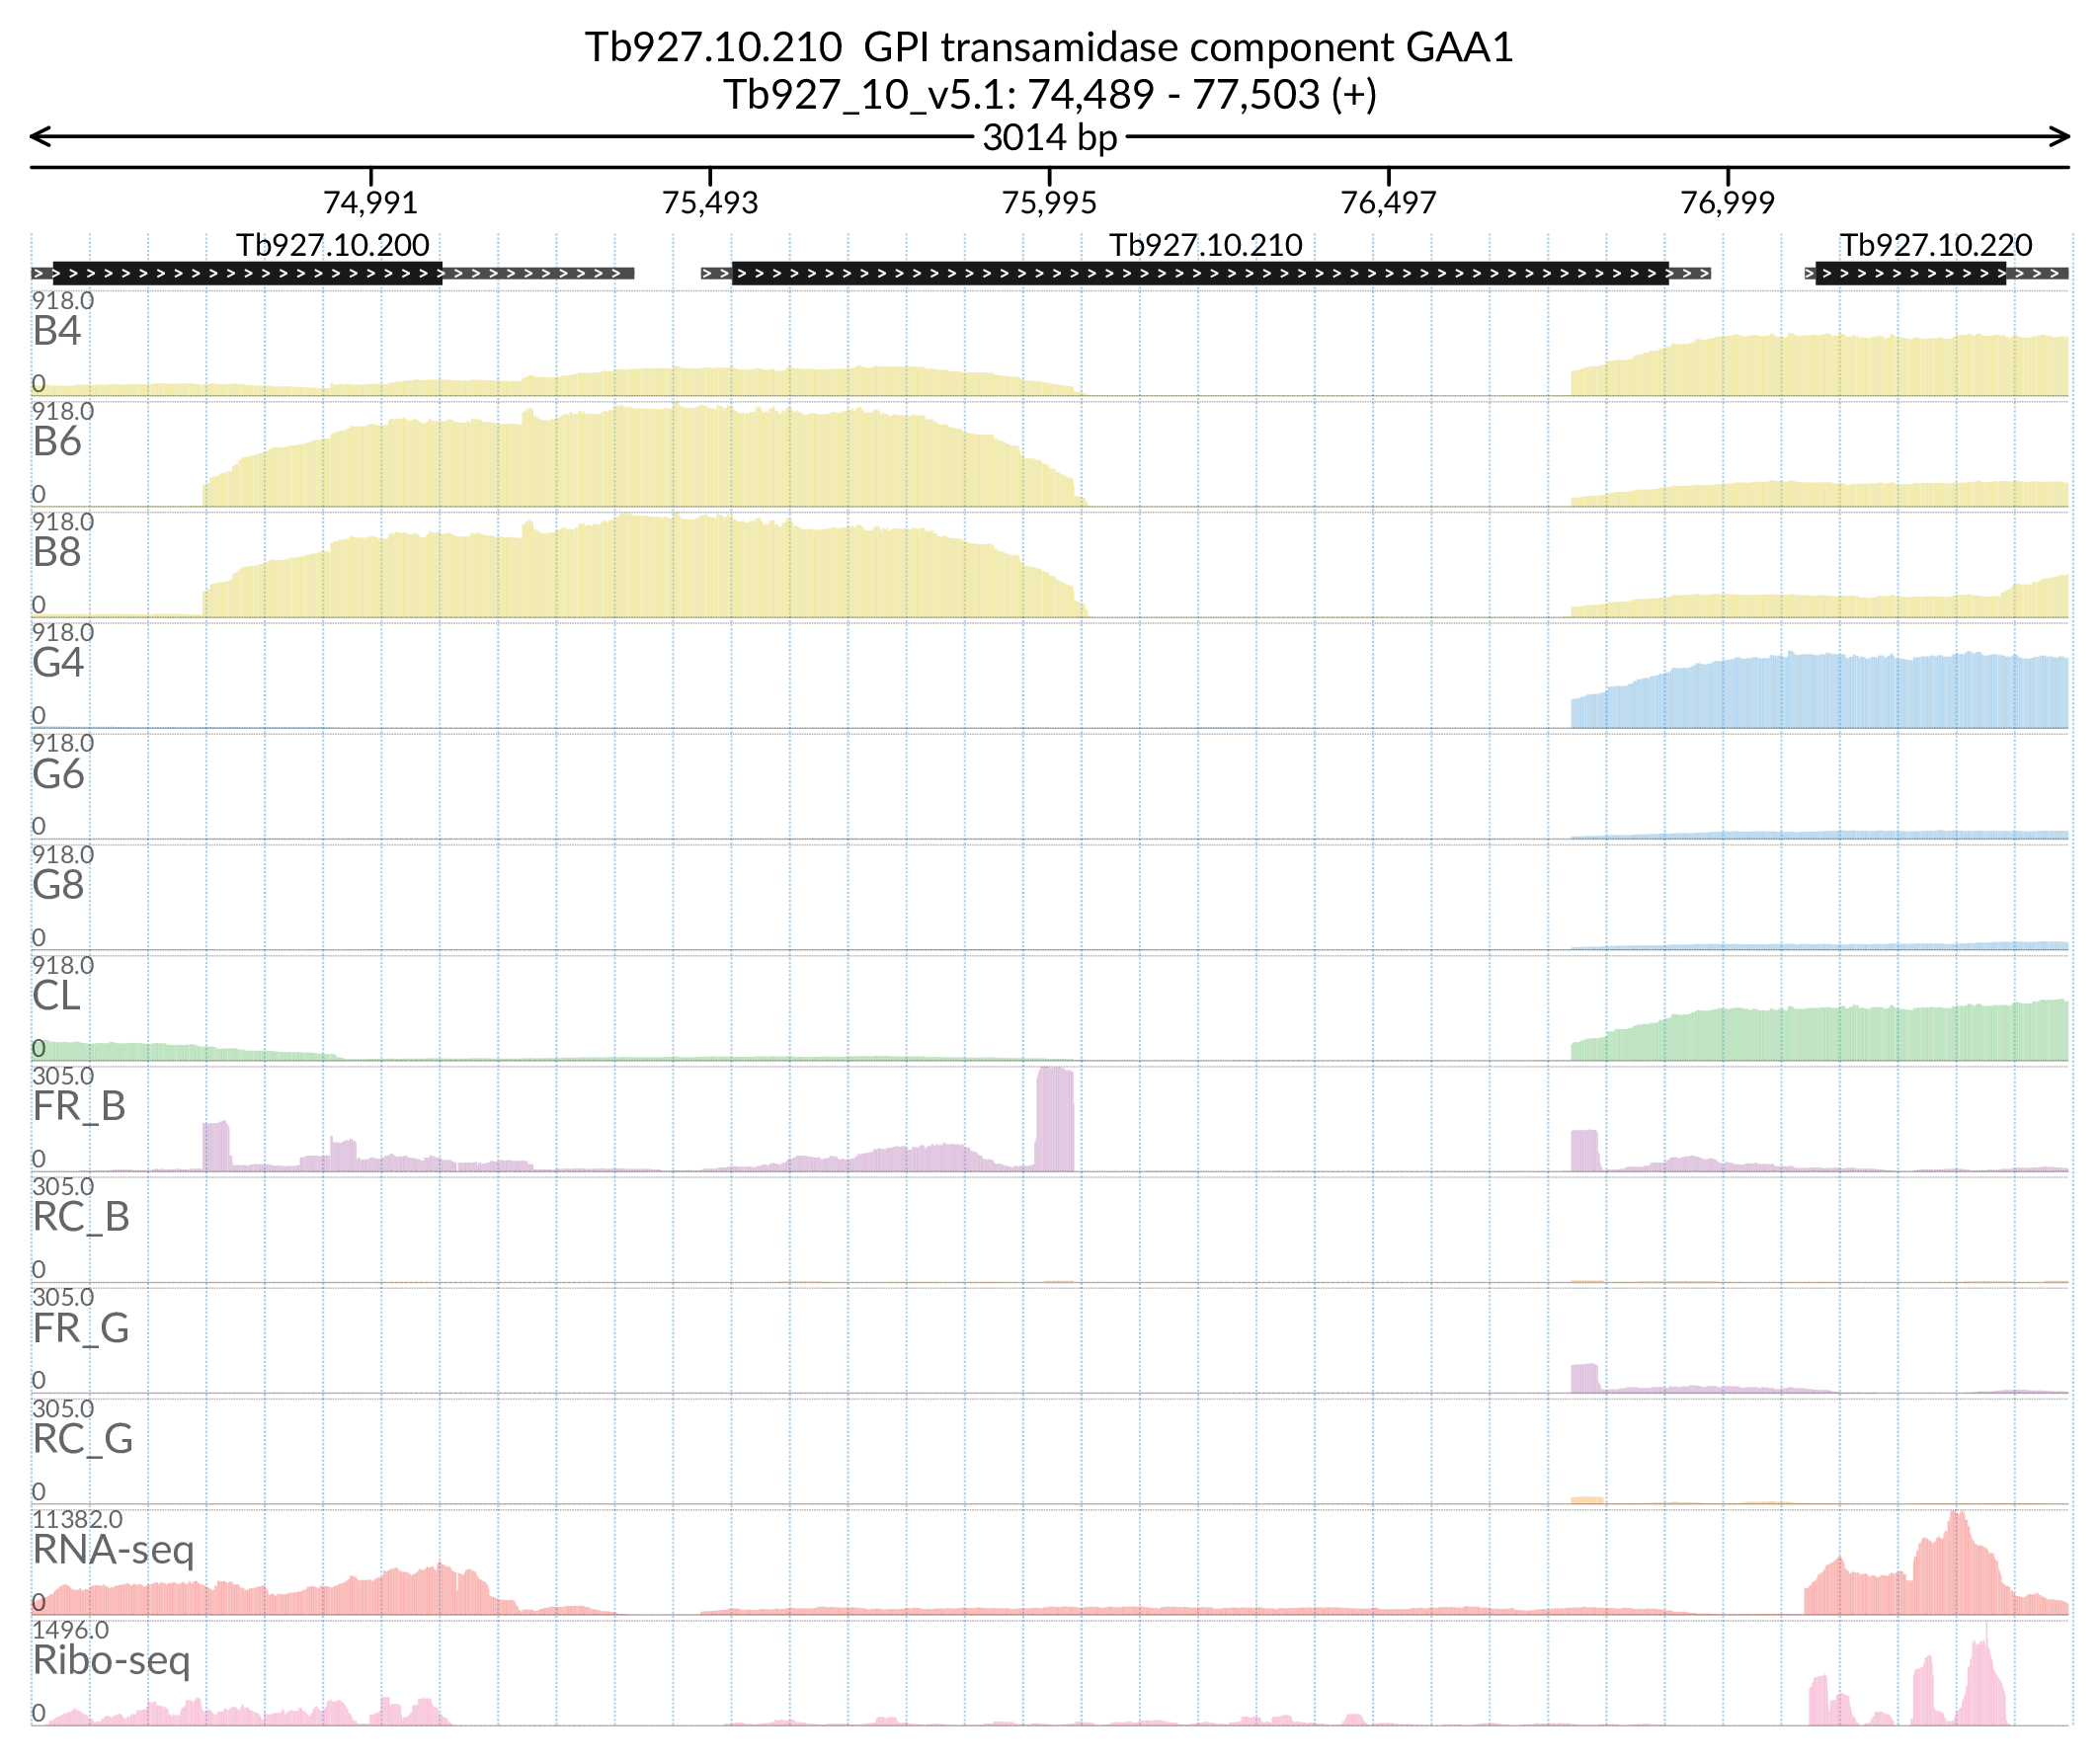 Tb927.10.210  GPI transamidase component GAA1
Tb927_10_v5.1: 74,489 - 77,503 (+)
3014 bp
74,991 75,493 75,995 76,497 76,999
Tb927.10.200 Tb927.10.210 Tb927.10.220
918.0
B4
0
918.0
B6
0
918.0
B8
0
918.0
G4
0
918.0
G6
0
918.0
G8
0
918.0
CL
0
305.0
FR_B
0
305.0
RC_B
0
305.0
FR_G
0
305.0
RC_G
0
11382.0
RNA-seq
0
1496.0
Ribo-seq
0